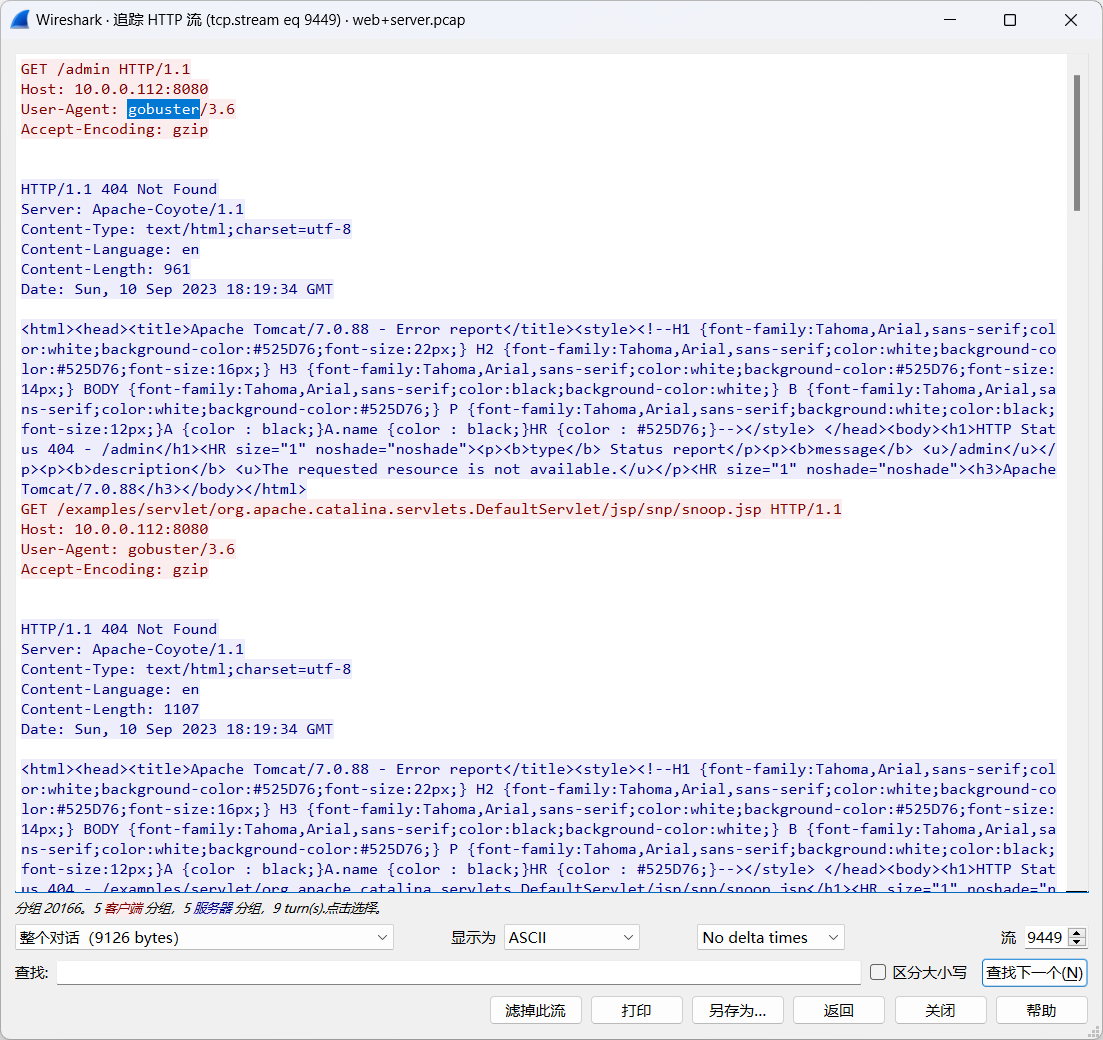 Wireshark · 追踪 HTTP 流 (tcp.stream eq 9449) · web+server.pcap
GET /admin HTTP/1.1
Host: 10.0.0.112:8080
User-Agent: gobuster/3.6
Accept-Encoding: gzip
HTTP/1.1 404 Not Found
Server: Apache-Coyote/1.1
Content-Type: text/html;charset=utf-8
Content-Language: en
Content-Length: 961
Date: Sun, 10 Sep 2023 18:19:34 GMT
<html><head><title>Apache Tomcat/7.0.88 - Error report</title><style><!--H1 {font-family:Tahoma,Arial,sans-serif;col
or:white;background-color:#525D76;font-size:22px;} H2 {font-family:Tahoma,Arial,sans-serif;color:white;background-co
lor:#525D76;font-size:16px;} H3 {font-family:Tahoma,Arial,sans-serif;color:white;background-color:#525D76;font-size:
14px;} BODY {font-family:Tahoma,Arial,sans-serif;color:black;background-color:white;} B {font-family:Tahoma,Arial,sa
ns-serif;color:white;background-color:#525D76;} P {font-family:Tahoma,Arial,sans-serif;background:white;color:black;
font-size:12px;}A {color : black;}A.name {color : black;}HR {color : #525D76;}--></style> </head><body><h1>HTTP Stat
us 404 - /admin</h1><HR size="1" noshade="noshade"><p><b>type</b> Status report</p><p><b>message</b> <u>/admin</u></
p><p><b>description</b> <u>The requested resource is not available.</u></p><HR size="1" noshade="noshade"><h3>Apache
Tomcat/7.0.88</h3></body></html>
GET /examples/servlet/org.apache.catalina.servlets.DefaultServlet/jsp/snp/snoop.jsp HTTP/1.1
Host: 10.0.0.112:8080
User-Agent: gobuster/3.6
Accept-Encoding: gzip
HTTP/1.1 404 Not Found
Server: Apache-Coyote/1.1
Content-Type: text/html;charset=utf-8
Content-Language: en
Content-Length: 1107
Date: Sun, 10 Sep 2023 18:19:34 GMT
<html><head><title>Apache Tomcat/7.0.88 - Error report</title><style><!--H1 {font-family:Tahoma,Arial,sans-serif;col
or:white;background-color:#525D76;font-size:22px;} H2 {font-family:Tahoma,Arial,sans-serif;color:white;background-co
lor:#525D76;font-size:16px;} H3 {font-family:Tahoma,Arial,sans-serif;color:white;background-color:#525D76;font-size:
14px;} BODY {font-family:Tahoma,Arial,sans-serif;color:black;background-color:white;} B {font-family:Tahoma,Arial,sa
ns-serif;color:white;background-color:#525D76;} P {font-family:Tahoma,Arial,sans-serif;background:white;color:black;
font-size:12px;}A {color : black;}A.name {color : black;}HR {color : #525D76;}--></style> </head><body><h1>HTTP Stat
us 404 - /examples/servlet/org.apache.catalina.servlets.DefaultServlet/jsp/snp/snoop.jsp</h1><HR size="1" noshade="n
分组 20166。5 客户端 分组，5 服务器 分组，9 turn(s).点击选择。
整个对话 (9126 bytes) 显示为 ASCII No delta times 流 9449
查找: 区分大小写 查找下一个(N)
滤掉此流 打印 另存为... 返回 关闭 帮助